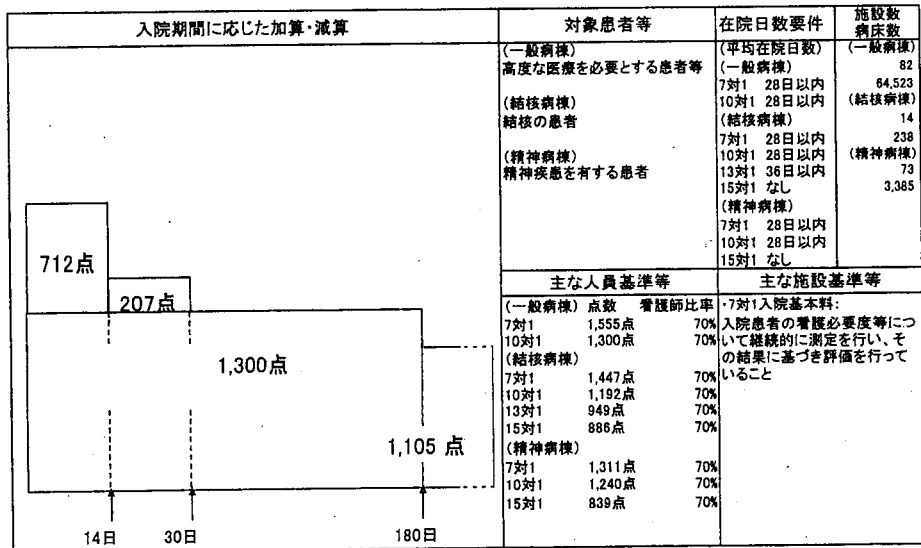 入院期間に応じた加算・減算
712点
207点
1,300点
1,105 点
14日 30日 180日
対象患者等
(一般病棟)
高度な医療を必要とする患者等
(結核病棟)
結核の患者
(精神病棟)
精神疾患を有する患者
在院日数要件
(平均在院日数)
(一般病棟)
7対1 28日以内
10対1 28日以内
(結核病棟)
7対1 28日以内
10対1 28日以内
13対1 36日以内
15対1 なし
(精神病棟)
7対1 28日以内
10対1 28日以内
15対1 なし
施設数
病床数
(一般病棟)
82
64,523
(結核病棟)
14
238
(精神病棟)
73
3,385
主な人員基準等
(一般病棟) 点数 看護師比率
7対1 1,555点 70%
10対1 1,300点 70%
(結核病棟)
7対1 1,447点 70%
10対1 1,192点 70%
13対1 949点 70%
15対1 886点 70%
(精神病棟)
7対1 1,311点 70%
10対1 1,240点 70%
15対1 839点 70%
主な施設基準等
・7対1入院基本料:
入院患者の看護必要度等につ
いて継続的に測定を行い、そ
の結果に基づき評価を行って
いること